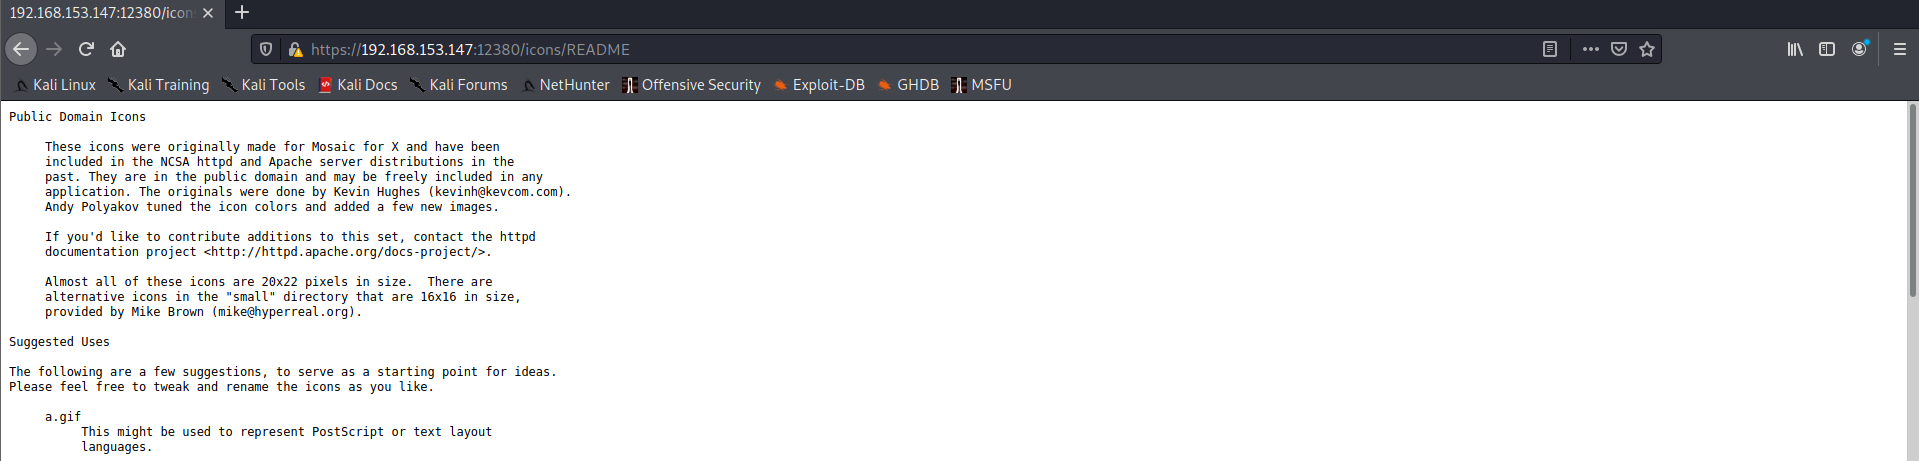 192.168.153.147:12380/icon
https://192.168.153.147:12380/icons/README
Kali Linux Kali Training Kali Tools Kali Docs Kali Forums NetHunter Offensive Security Exploit-DB GHDB MSFU
Public Domain Icons
These icons were originally made for Mosaic for X and have been
included in the NCSA httpd and Apache server distributions in the
past. They are in the public domain and may be freely included in any
application. The originals were done by Kevin Hughes (kevinh@kevcom.com).
Andy Polyakov tuned the icon colors and added a few new images.
If you'd like to contribute additions to this set, contact the httpd
documentation project <http://httpd.apache.org/docs-project/>.
Almost all of these icons are 20x22 pixels in size. There are
alternative icons in the "small" directory that are 16x16 in size,
provided by Mike Brown (mike@hyperreal.org).
Suggested Uses
The following are a few suggestions, to serve as a starting point for ideas.
Please feel free to tweak and rename the icons as you like.
a.gif
This might be used to represent PostScript or text layout
languages.